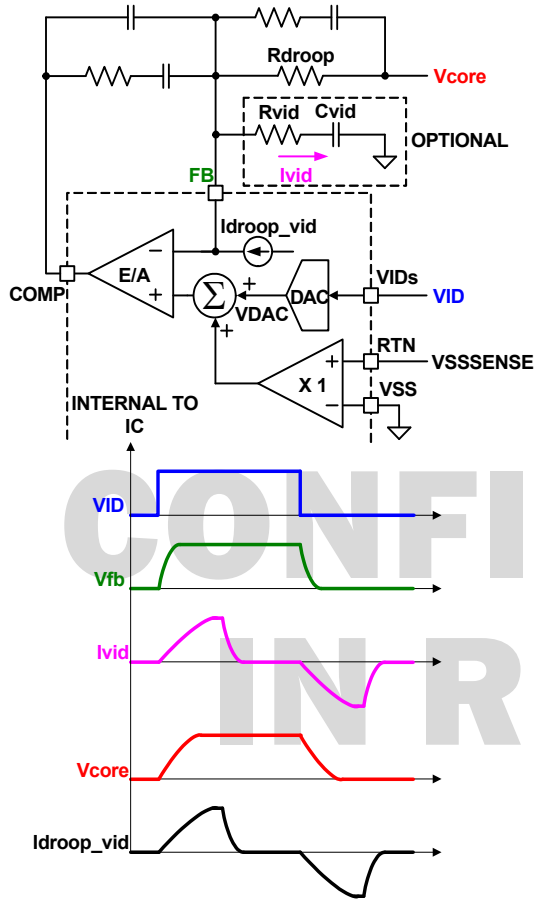 Rdroop
Vcore
Rvid
Cvid
OPTIONAL
Ivid
FB
Idroop_vid
−
E/A
+
COMP
Σ
+
+
VDAC
DAC
VIDs
VID
RTN
+
X 1
VSSSENSE
VSS
−
INTERNAL TO
IC
CONFI
VID
Vfb
IN R
Ivid
Vcore
Idroop_vid